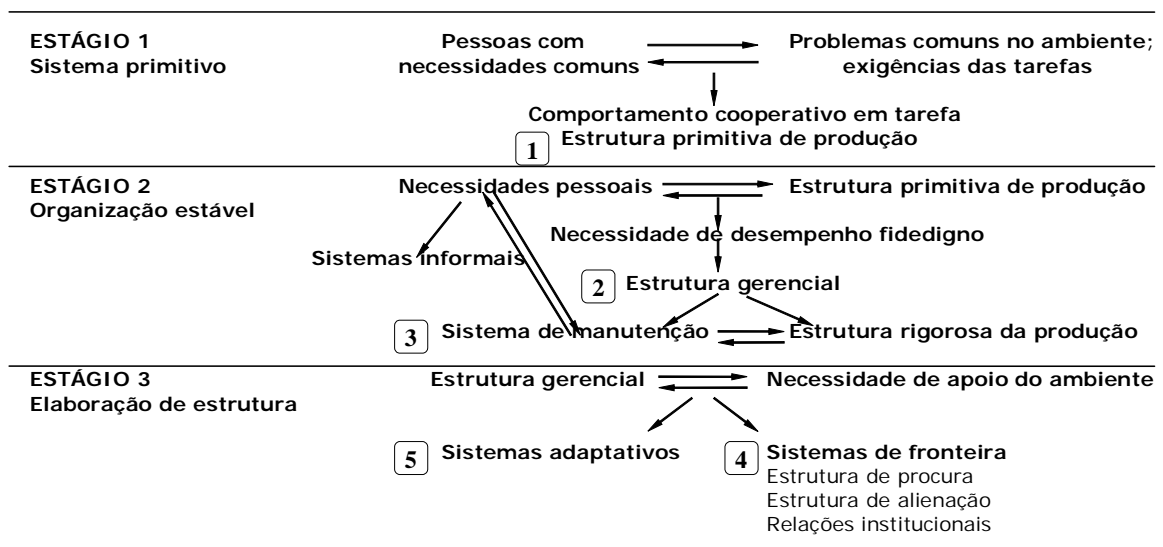 ESTÁGIO 1
Sistema primitivo
Pessoas com
necessidades comuns
Problemas comuns no ambiente;
exigências das tarefas
Comportamento cooperativo em tarefa
1 Estrutura primitiva de produção
ESTÁGIO 2
Organização estável
Necessidades pessoais
Estrutura primitiva de produção
Necessidade de desempenho fidedigno
Sistemas informais
2 Estrutura gerencial
3 Sistema de manutenção
Estrutura rigorosa da produção
ESTÁGIO 3
Elaboração de estrutura
Estrutura gerencial
Necessidade de apoio do ambiente
5 Sistemas adaptativos
4 Sistemas de fronteira
Estrutura de procura
Estrutura de alienação
Relações institucionais